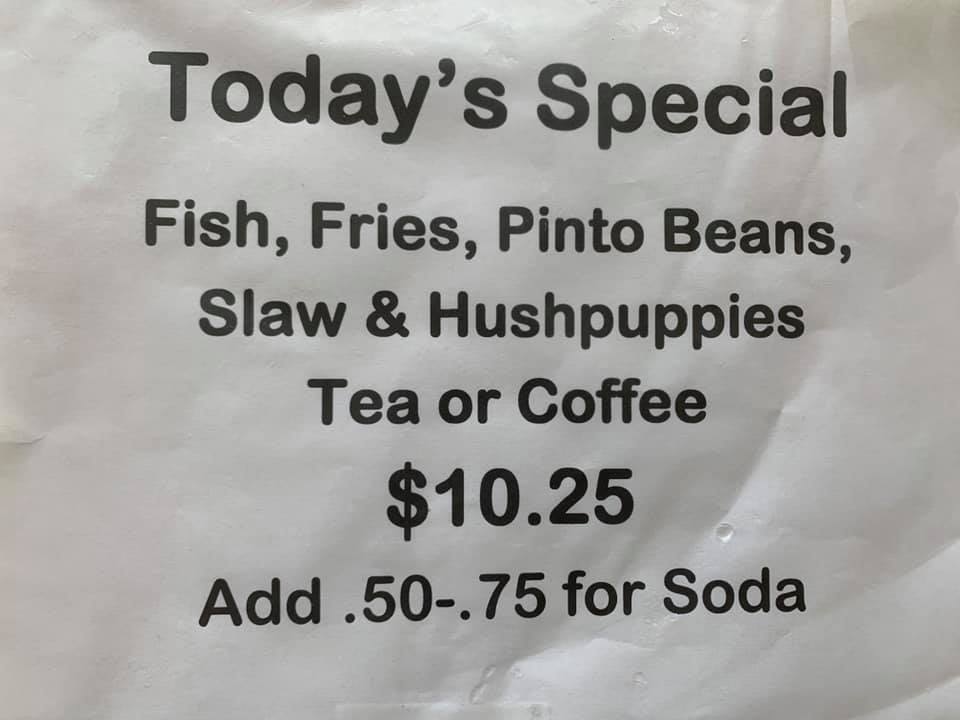 Today’s Special
Fish, Fries, Pinto Beans,
Slaw & Hushpuppies
Tea or Coffee
$10.25
Add .50-.75 for Soda